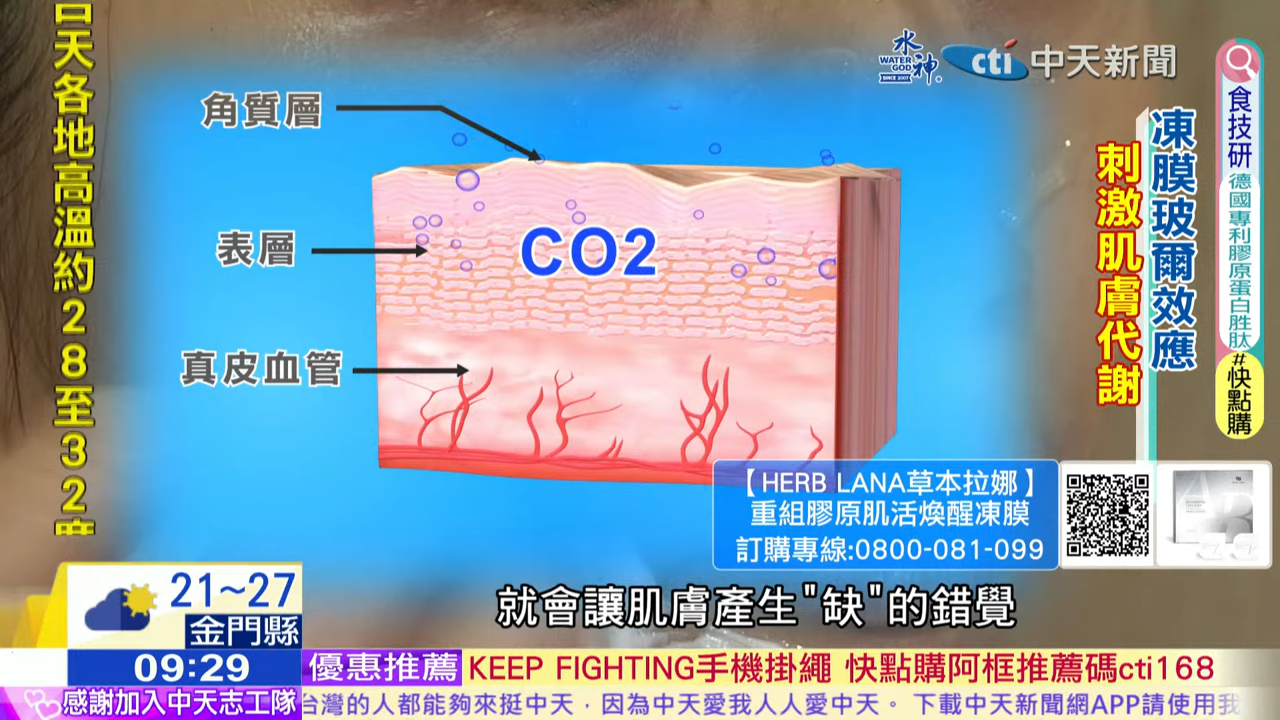 白天各地高溫約28至32度
水神
WATER GOD
SINCE 2007
cti 中天新聞
食技研
德國專利膠原蛋白胜肽
#快點購
凍膜玻爾效應
刺激肌膚代謝
角質層
表層
真皮血管
CO2
【HERB LANA草本拉娜】
重組膠原肌活煥醒凍膜
訂購專線:0800-081-099
就會讓肌膚產生"缺"的錯覺
21~27
金門縣
09:29
優惠推薦 KEEP FIGHTING手機掛繩 快點購阿框推薦碼cti168
感謝加入中天志工隊
台灣的人都能夠來挺中天，因為中天愛我人人愛中天。下載中天新聞網APP請使用我